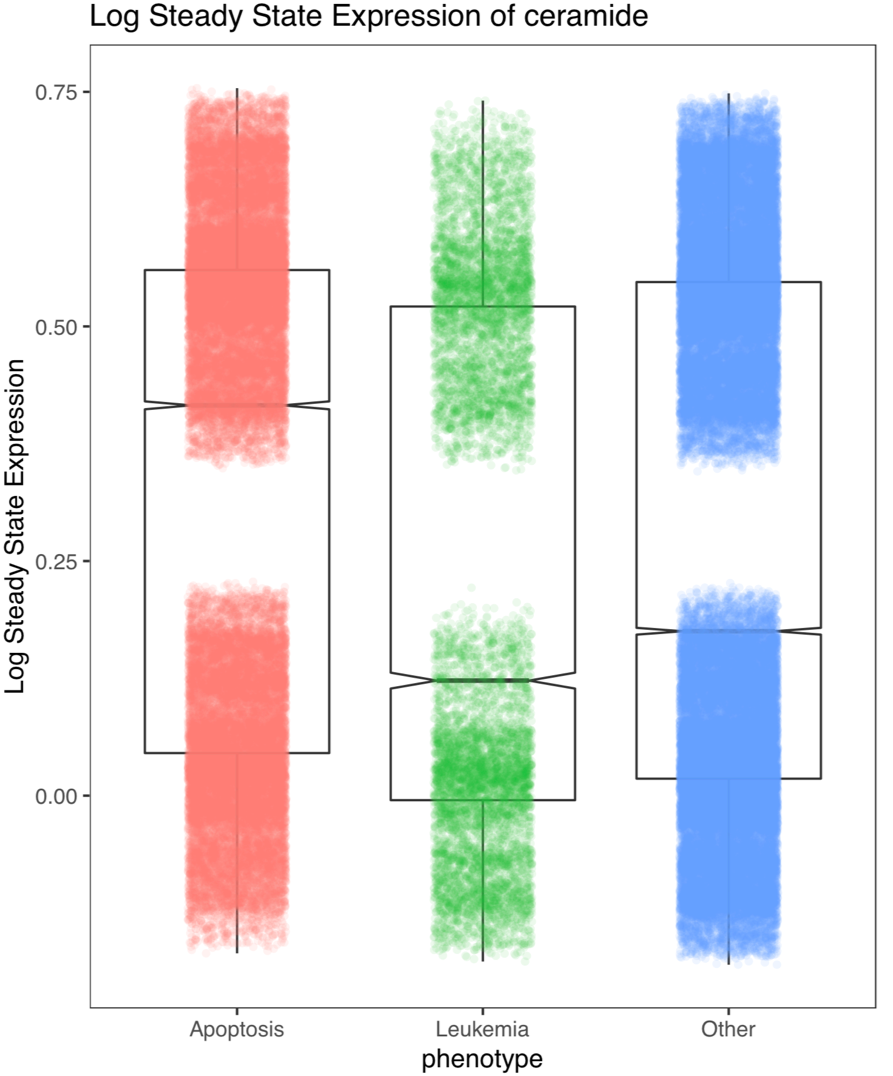 Log Steady State Expression of ceramide
Log Steady State Expression
0.75
0.50
0.25
0.00
Apoptosis
Leukemia
Other
phenotype